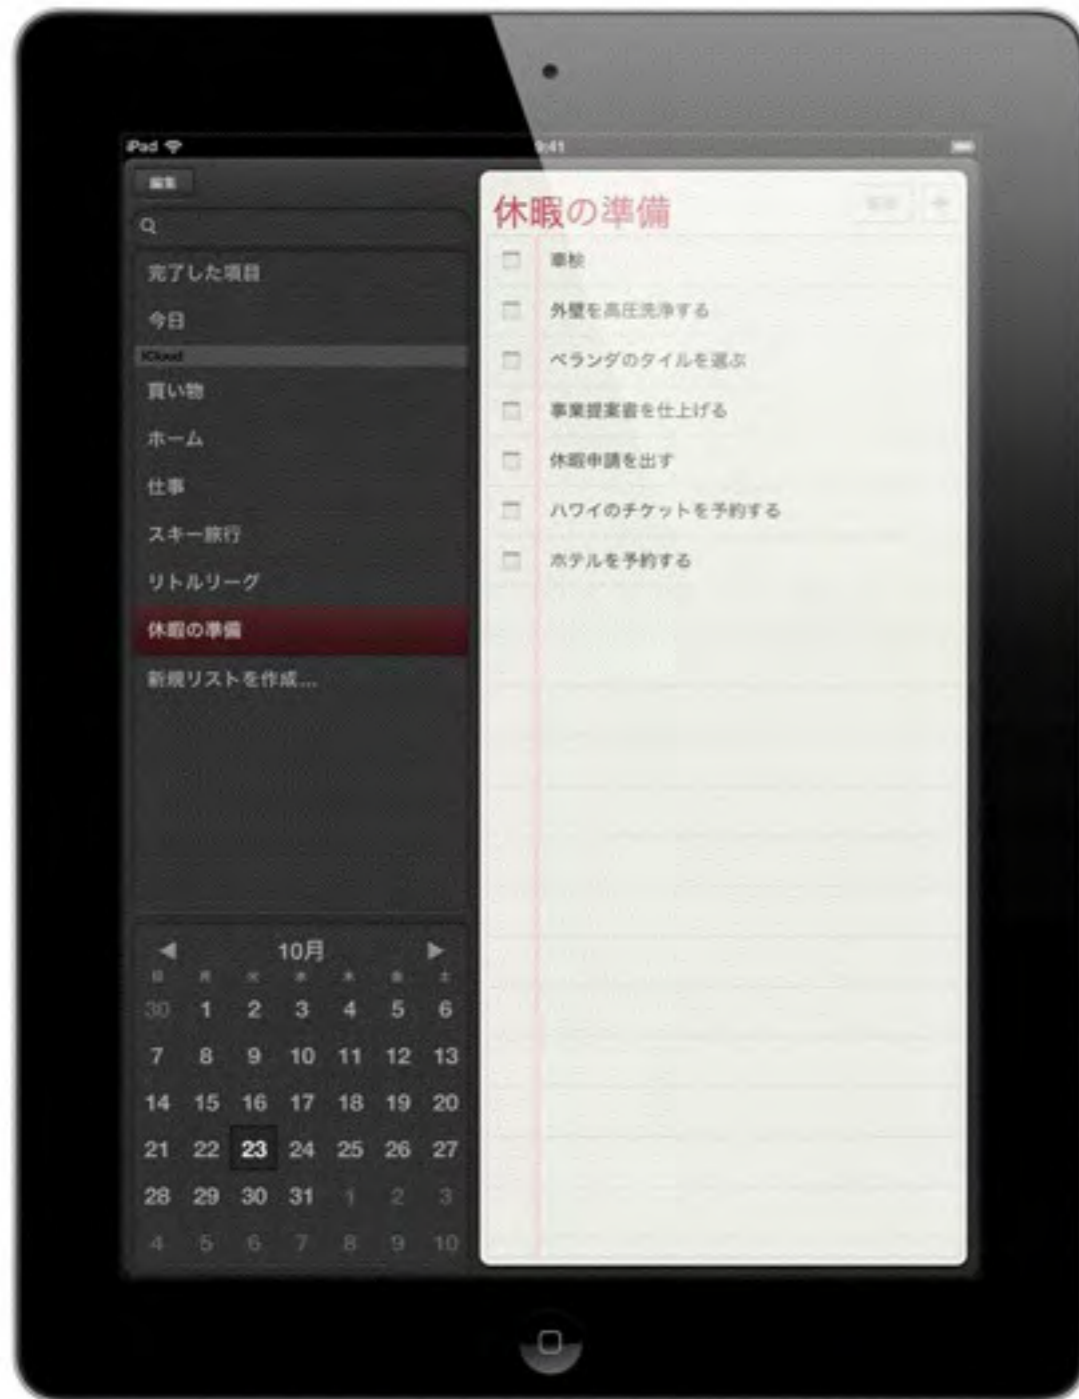 iPad
9:41
編集
完了した項目
今日
iCloud
買い物
ホーム
仕事
スキー旅行
リトルリーグ
休暇の準備
新規リストを作成...
10月
日 月 火 水 木 金 土
30 1 2 3 4 5 6
7 8 9 10 11 12 13
14 15 16 17 18 19 20
21 22 23 24 25 26 27
28 29 30 31 1 2 3
4 5 6 7 8 9 10
休暇の準備
車検
外壁を高圧洗浄する
ベランダのタイルを選ぶ
事業提案書を仕上げる
休暇申請を出す
ハワイのチケットを予約する
ホテルを予約する